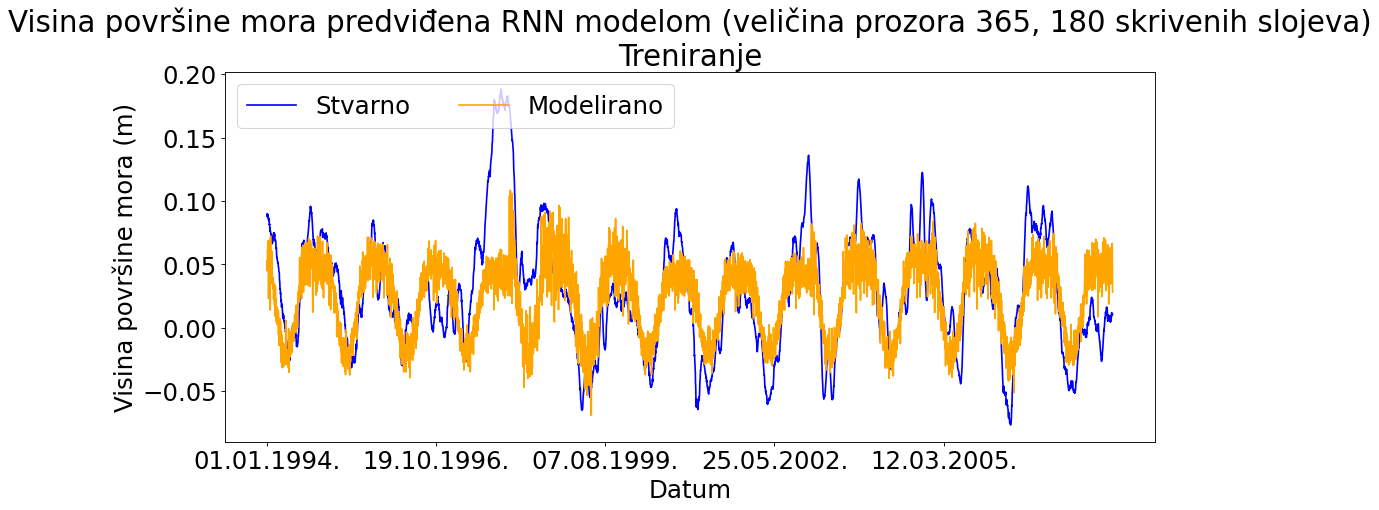 Visina površine mora predviđena RNN modelom (veličina prozora 365, 180 skrivenih slojeva)
Treniranje
Stvarno
Modelirano
Visina površine mora (m)
0.20
0.15
0.10
0.05
0.00
−0.05
01.01.1994.
19.10.1996.
07.08.1999.
25.05.2002.
12.03.2005.
Datum